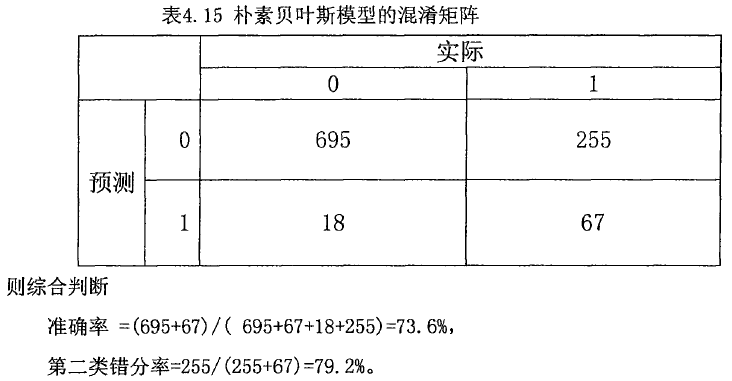 表4.15 朴素贝叶斯模型的混淆矩阵
实际
0 1
预测 0 695 255
1 18 67
则综合判断
准确率 =(695+67)/( 695+67+18+255)=73.6%,
第二类错分率=255/(255+67)=79.2%。